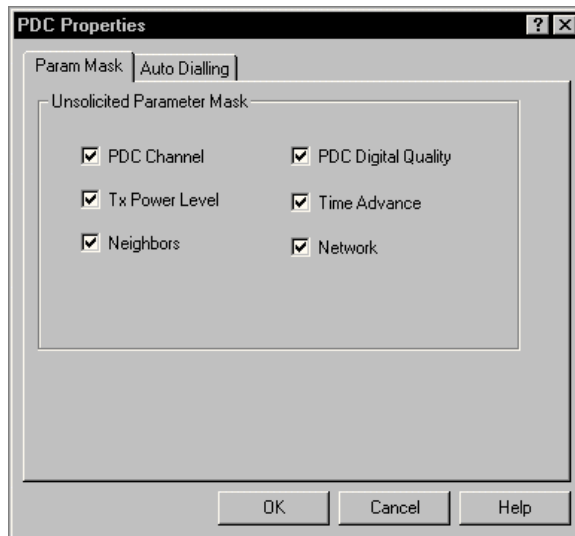 PDC Properties
? X
Param Mask Auto Dialling
Unsolicited Parameter Mask
PDC Channel PDC Digital Quality
Tx Power Level Time Advance
Neighbors Network
OK Cancel Help